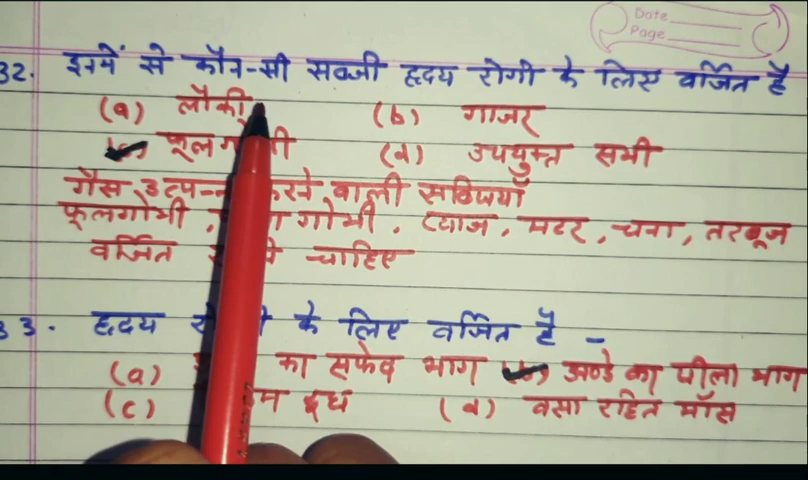 Date
Page
32. इनमें से कौन-सी सब्जी हृदय रोगी के लिए वर्जित है
(a) लौकी (b) गाजर
फूल (d) उपयुक्त सभी
गैस करने वाली सब्जियाँ
फूलगोभी, गोभी, प्याज, मटर, चना, तरबूज
वर्जित चाहिए
33. हृदय के लिए वर्जित है -
(a) का सफेद भाग (b) अण्डे का पीला भाग
(c) दूध (d) वसा रहित माँस